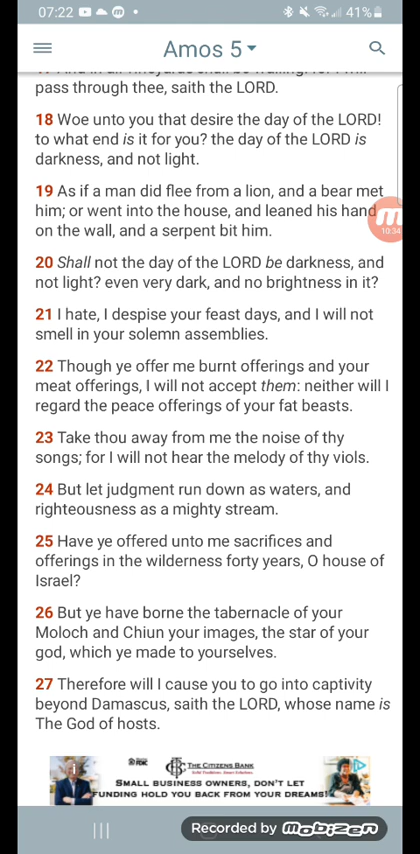 07:22
41%
Amos 5
pass through thee, saith the LORD.
18 Woe unto you that desire the day of the LORD!
to what end is it for you? the day of the LORD is
darkness, and not light.
19 As if a man did flee from a lion, and a bear met
him; or went into the house, and leaned his hand
on the wall, and a serpent bit him.
10:34
20 Shall not the day of the LORD be darkness, and
not light? even very dark, and no brightness in it?
21 I hate, I despise your feast days, and I will not
smell in your solemn assemblies.
22 Though ye offer me burnt offerings and your
meat offerings, I will not accept them: neither will I
regard the peace offerings of your fat beasts.
23 Take thou away from me the noise of thy
songs; for I will not hear the melody of thy viols.
24 But let judgment run down as waters, and
righteousness as a mighty stream.
25 Have ye offered unto me sacrifices and
offerings in the wilderness forty years, O house of
Israel?
26 But ye have borne the tabernacle of your
Moloch and Chiun your images, the star of your
god, which ye made to yourselves.
27 Therefore will I cause you to go into captivity
beyond Damascus, saith the LORD, whose name is
The God of hosts.
THE CITIZENS BANK
SMALL BUSINESS OWNERS, DON'T LET
FUNDING HOLD YOU BACK FROM YOUR DREAMS!
Recorded by MOBIZEN